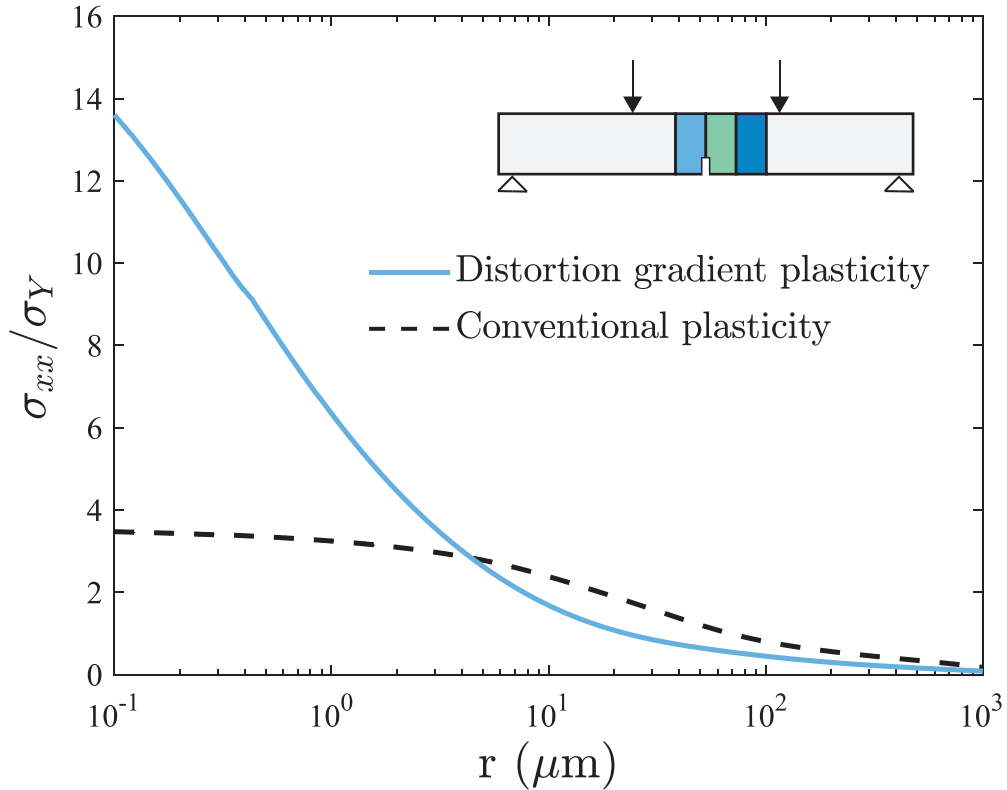 16
14
12
10
8
6
4
2
0
σxx/σY
Distortion gradient plasticity
Conventional plasticity
10⁻¹ 10⁰ 10¹ 10² 10³
r (μm)